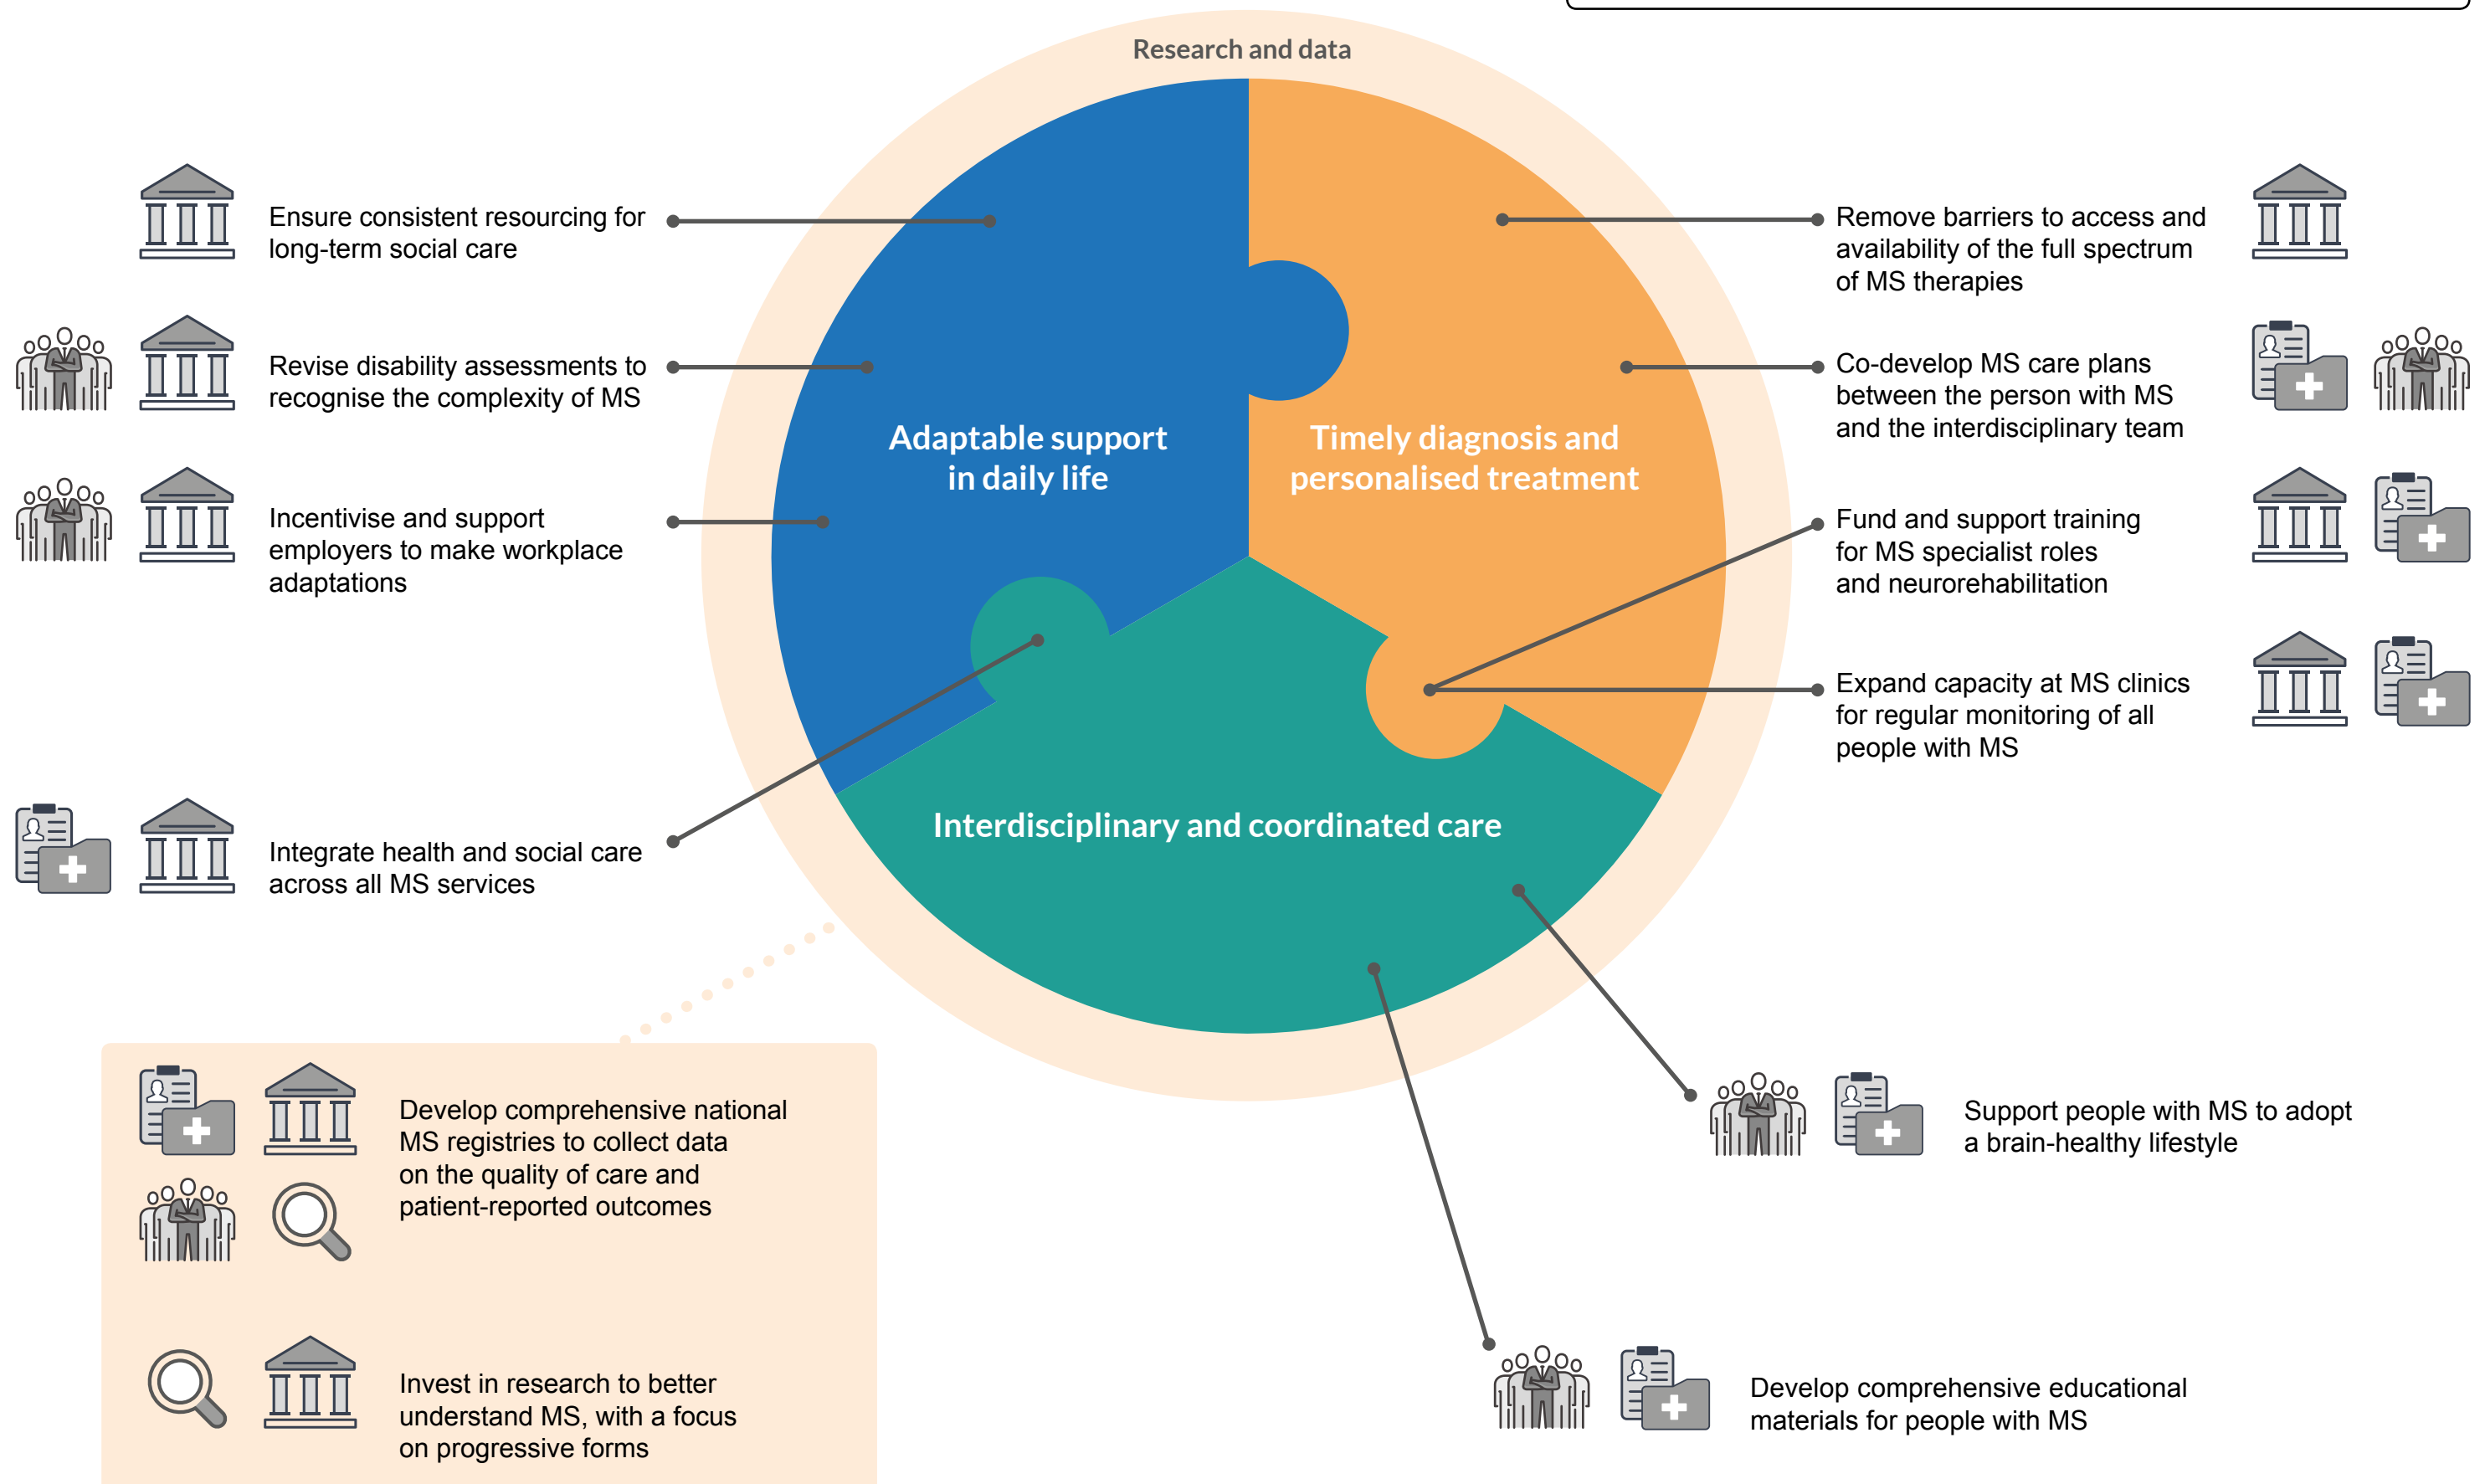 Research and data
Ensure consistent resourcing for
long-term social care
Revise disability assessments to
recognise the complexity of MS
Incentivise and support
employers to make workplace
adaptations
Integrate health and social care
across all MS services
Adaptable support
in daily life
Timely diagnosis and
personalised treatment
Interdisciplinary and coordinated care
Remove barriers to access and
availability of the full spectrum
of MS therapies
Co-develop MS care plans
between the person with MS
and the interdisciplinary team
Fund and support training
for MS specialist roles
and neurorehabilitation
Expand capacity at MS clinics
for regular monitoring of all
people with MS
Support people with MS to adopt
a brain-healthy lifestyle
Develop comprehensive educational
materials for people with MS
Develop comprehensive national
MS registries to collect data
on the quality of care and
patient-reported outcomes
Invest in research to better
understand MS, with a focus
on progressive forms